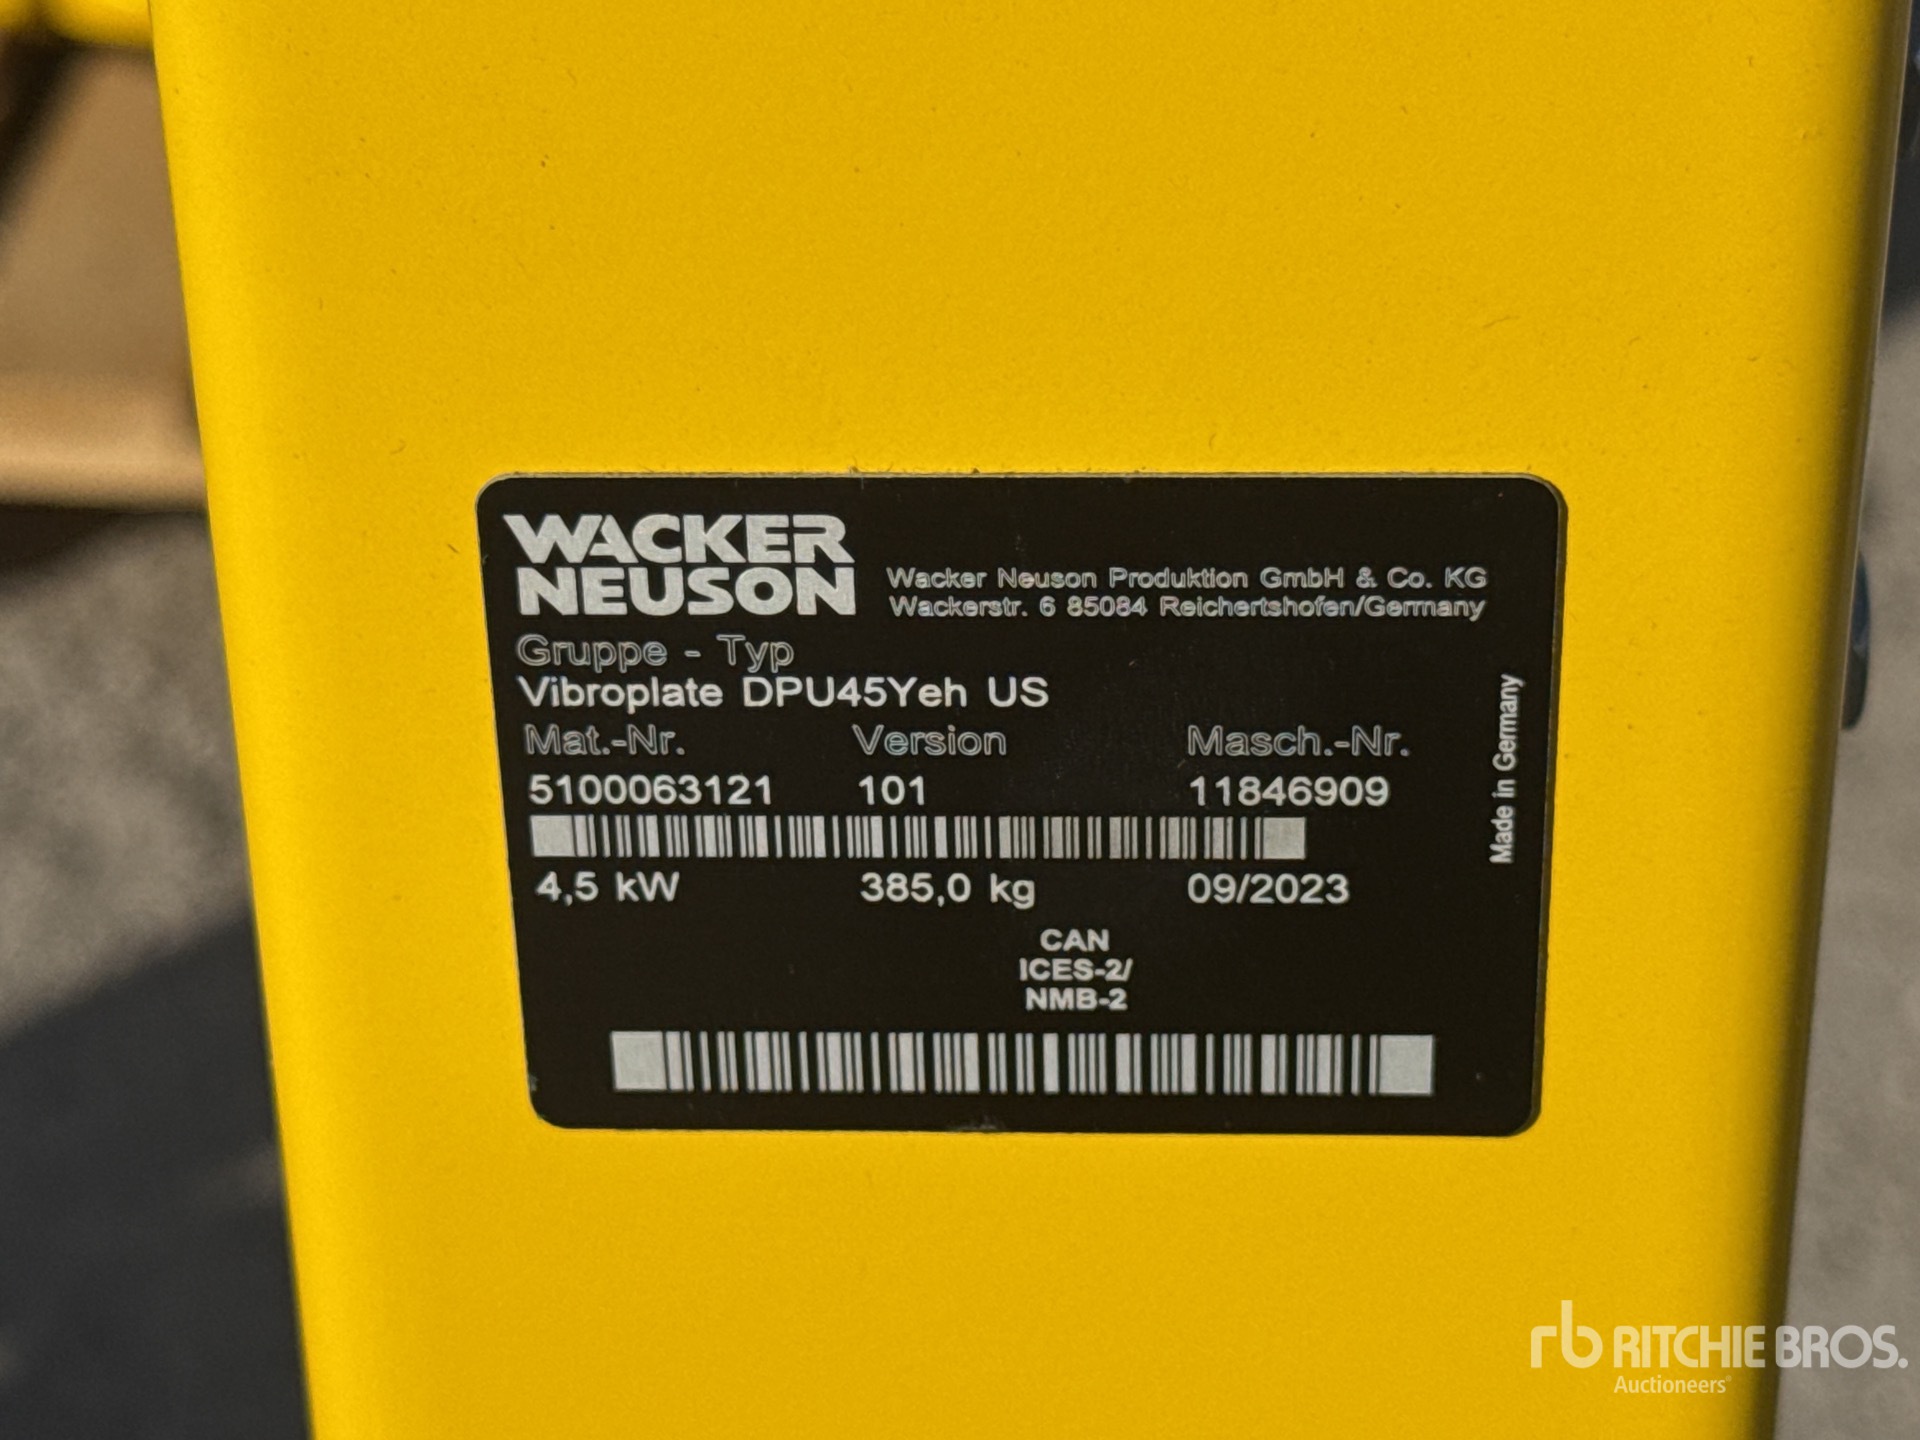 WACKER
NEUSON
Wacker Neuson Produktion GmbH & Co. KG
Wackerstr. 6 85084 Reichertshofen/Germany
Gruppe - Typ
Vibroplate DPU45Yeh US
Mat.-Nr. Version Masch.-Nr.
5100063121 101 11846909
4,5 kW 385,0 kg 09/2023
CAN
ICES-2/
NMB-2
Made in Germany
rb RITCHIE BROS.
Auctioneers®